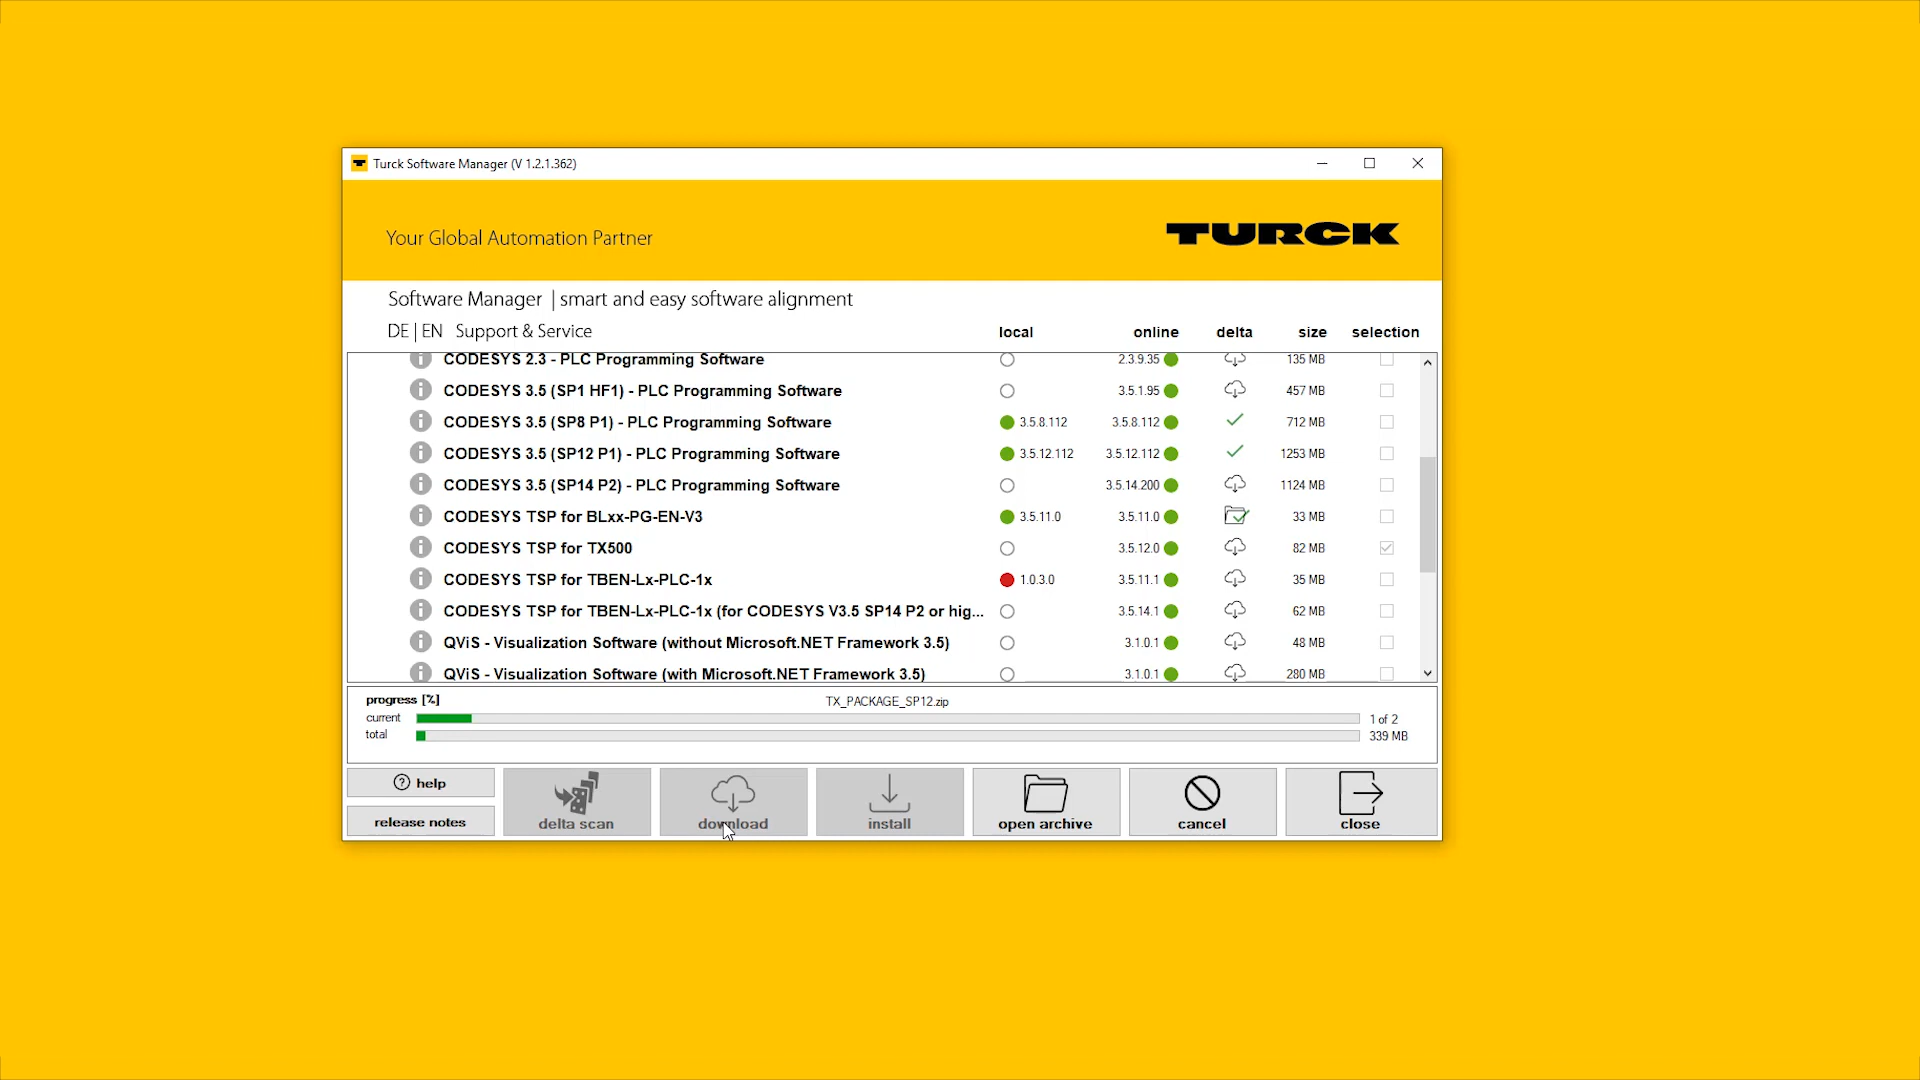 Turck Software Manager (V 1.2.1.362)
Your Global Automation Partner
TURCK
Software Manager | smart and easy software alignment
DE | EN Support & Service local online delta size selection
CODESYS 2.3 - PLC Programming Software 2.3.9.35 135 MB
CODESYS 3.5 (SP1 HF1) - PLC Programming Software 3.5.1.95 457 MB
CODESYS 3.5 (SP8 P1) - PLC Programming Software 3.5.8.112 3.5.8.112 712 MB
CODESYS 3.5 (SP12 P1) - PLC Programming Software 3.5.12.112 3.5.12.112 1253 MB
CODESYS 3.5 (SP14 P2) - PLC Programming Software 3.5.14.200 1124 MB
CODESYS TSP for BLxx-PG-EN-V3 3.5.11.0 3.5.11.0 33 MB
CODESYS TSP for TX500 3.5.12.0 82 MB
CODESYS TSP for TBEN-Lx-PLC-1x 1.0.3.0 3.5.11.1 35 MB
CODESYS TSP for TBEN-Lx-PLC-1x (for CODESYS V3.5 SP14 P2 or hig... 3.5.14.1 62 MB
QViS - Visualization Software (without Microsoft.NET Framework 3.5) 3.1.0.1 48 MB
QViS - Visualization Software (with Microsoft.NET Framework 3.5) 3.1.0.1 280 MB
progress [%] TX_PACKAGE_SP12.zip
current 1 of 2
total 339 MB
help
release notes
delta scan
download
install
open archive
cancel
close